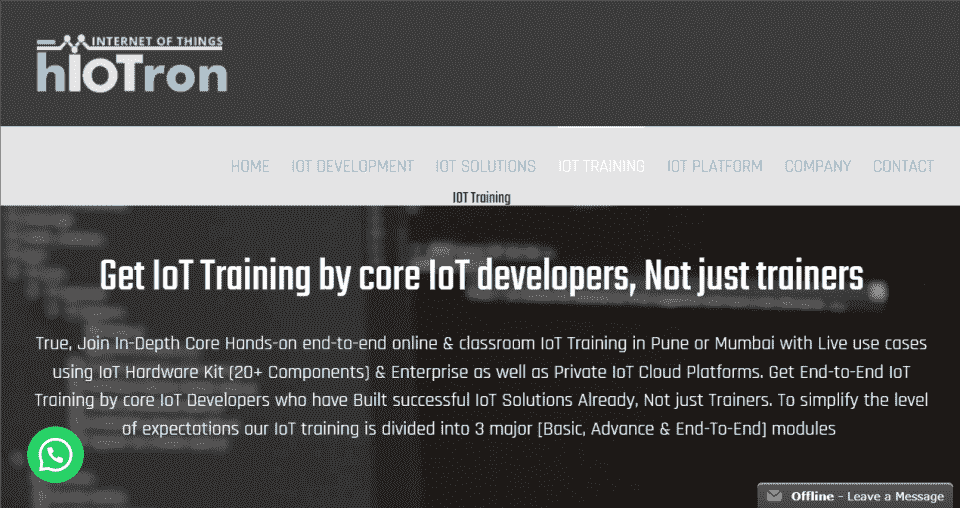 INTERNET OF THINGS
hIOTron
HOME IOT DEVELOPMENT IOT SOLUTIONS IOT TRAINING IOT PLATFORM COMPANY CONTACT
IOT Training
Get IoT Training by core IoT developers, Not just trainers
True, Join In-Depth Core Hands-on end-to-end online & classroom IoT Training in Pune or Mumbai with Live use cases
using IoT Hardware Kit (20+ Components) & Enterprise as well as Private IoT Cloud Platforms. Get End-to-End IoT
Training by core IoT Developers who have Built successful IoT Solutions Already, Not just Trainers. To simplify the level
of expectations our IoT training is divided into 3 major [Basic, Advance & End-To-End] modules
Offline - Leave a Message